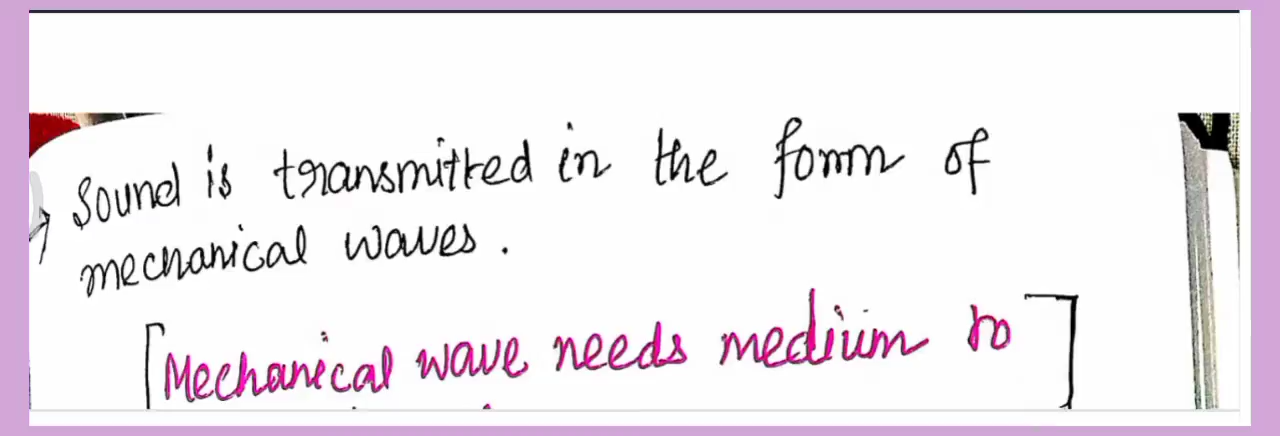 Sound is transmitted in the form of
mechanical waves.
[Mechanical wave needs medium to]